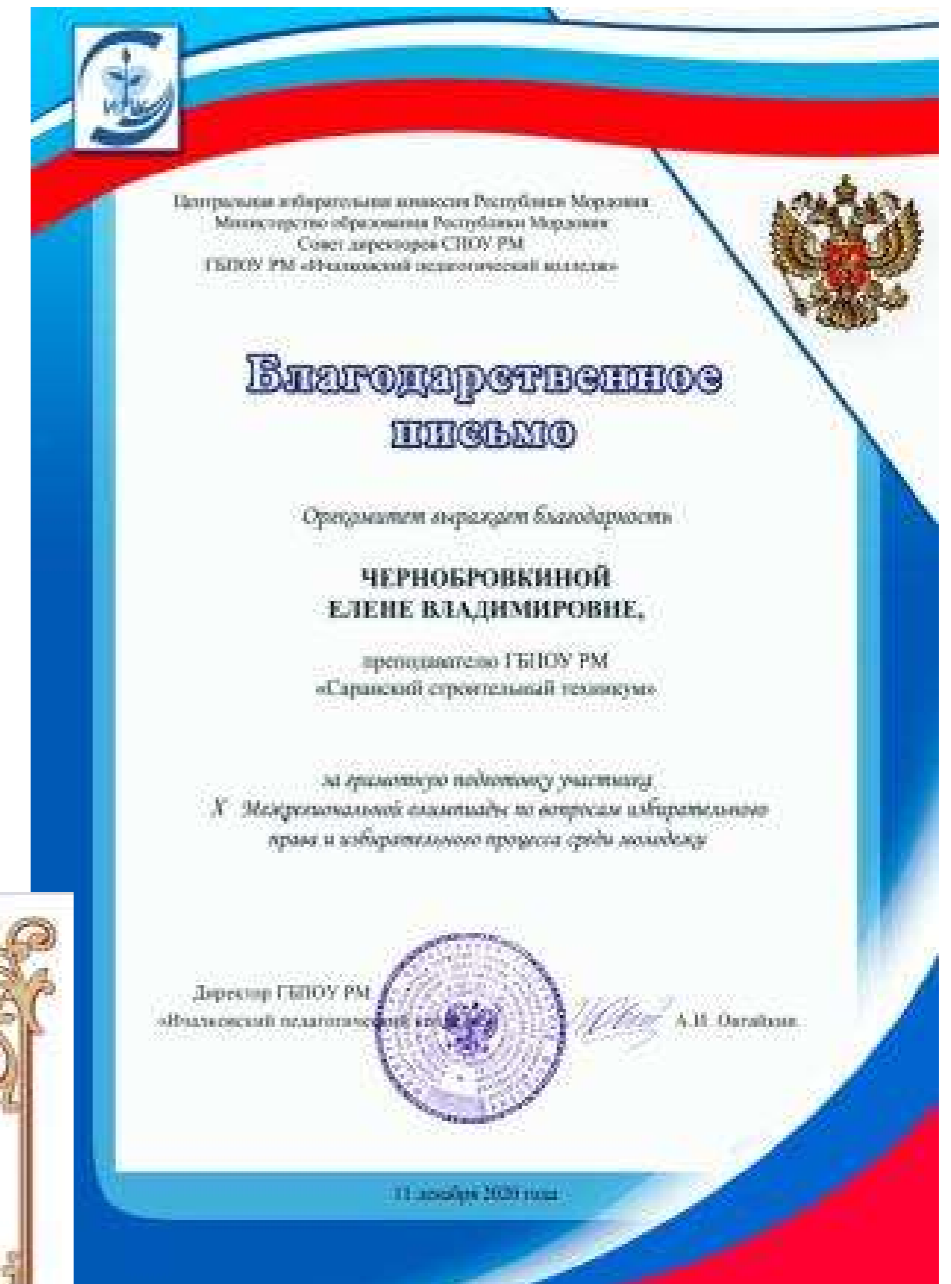 Центральная избирательная комиссия Республики Мордовия
Министерство образования Республики Мордовия
Совет директоров СПОУ РМ
ГБПОУ РМ «Ичалковский педагогический колледж»
Благодарственное
письмо
Оргкомитет выражает благодарность
ЧЕРНОБРОВКИНОЙ
ЕЛЕНЕ ВЛАДИМИРОВНЕ,
преподавателю ГБПОУ РМ
«Саранский строительный техникум»
за грамотную подготовку участника
X Межрегиональной олимпиады по вопросам избирательного
права и избирательного процесса среди молодежи
Директор ГБПОУ РМ
«Ичалковский педагогический А.И. Овтайкин
11 декабря 2020 года